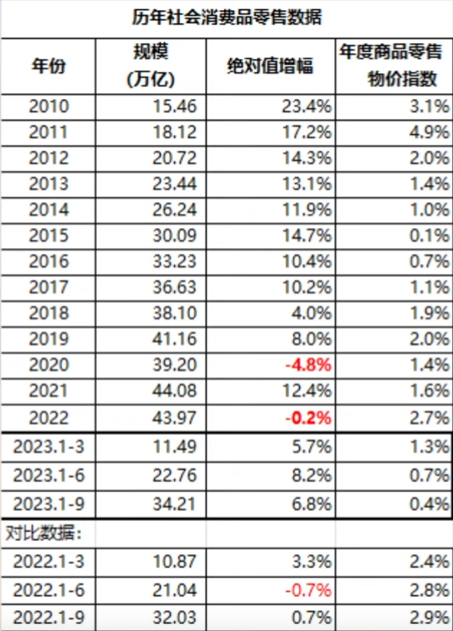 历年社会消费品零售数据
年份 规模 (万亿) 绝对值增幅 年度商品零售 物价指数
2010 15.46 23.4% 3.1%
2011 18.12 17.2% 4.9%
2012 20.72 14.3% 2.0%
2013 23.44 13.1% 1.4%
2014 26.24 11.9% 1.0%
2015 30.09 14.7% 0.1%
2016 33.23 10.4% 0.7%
2017 36.63 10.2% 1.1%
2018 38.10 4.0% 1.9%
2019 41.16 8.0% 2.0%
2020 39.20 -4.8% 1.4%
2021 44.08 12.4% 1.6%
2022 43.97 -0.2% 2.7%
2023.1-3 11.49 5.7% 1.3%
2023.1-6 22.76 8.2% 0.7%
2023.1-9 34.21 6.8% 0.4%
对比数据：
2022.1-3 10.87 3.3% 2.4%
2022.1-6 21.04 -0.7% 2.8%
2022.1-9 32.03 0.7% 2.9%